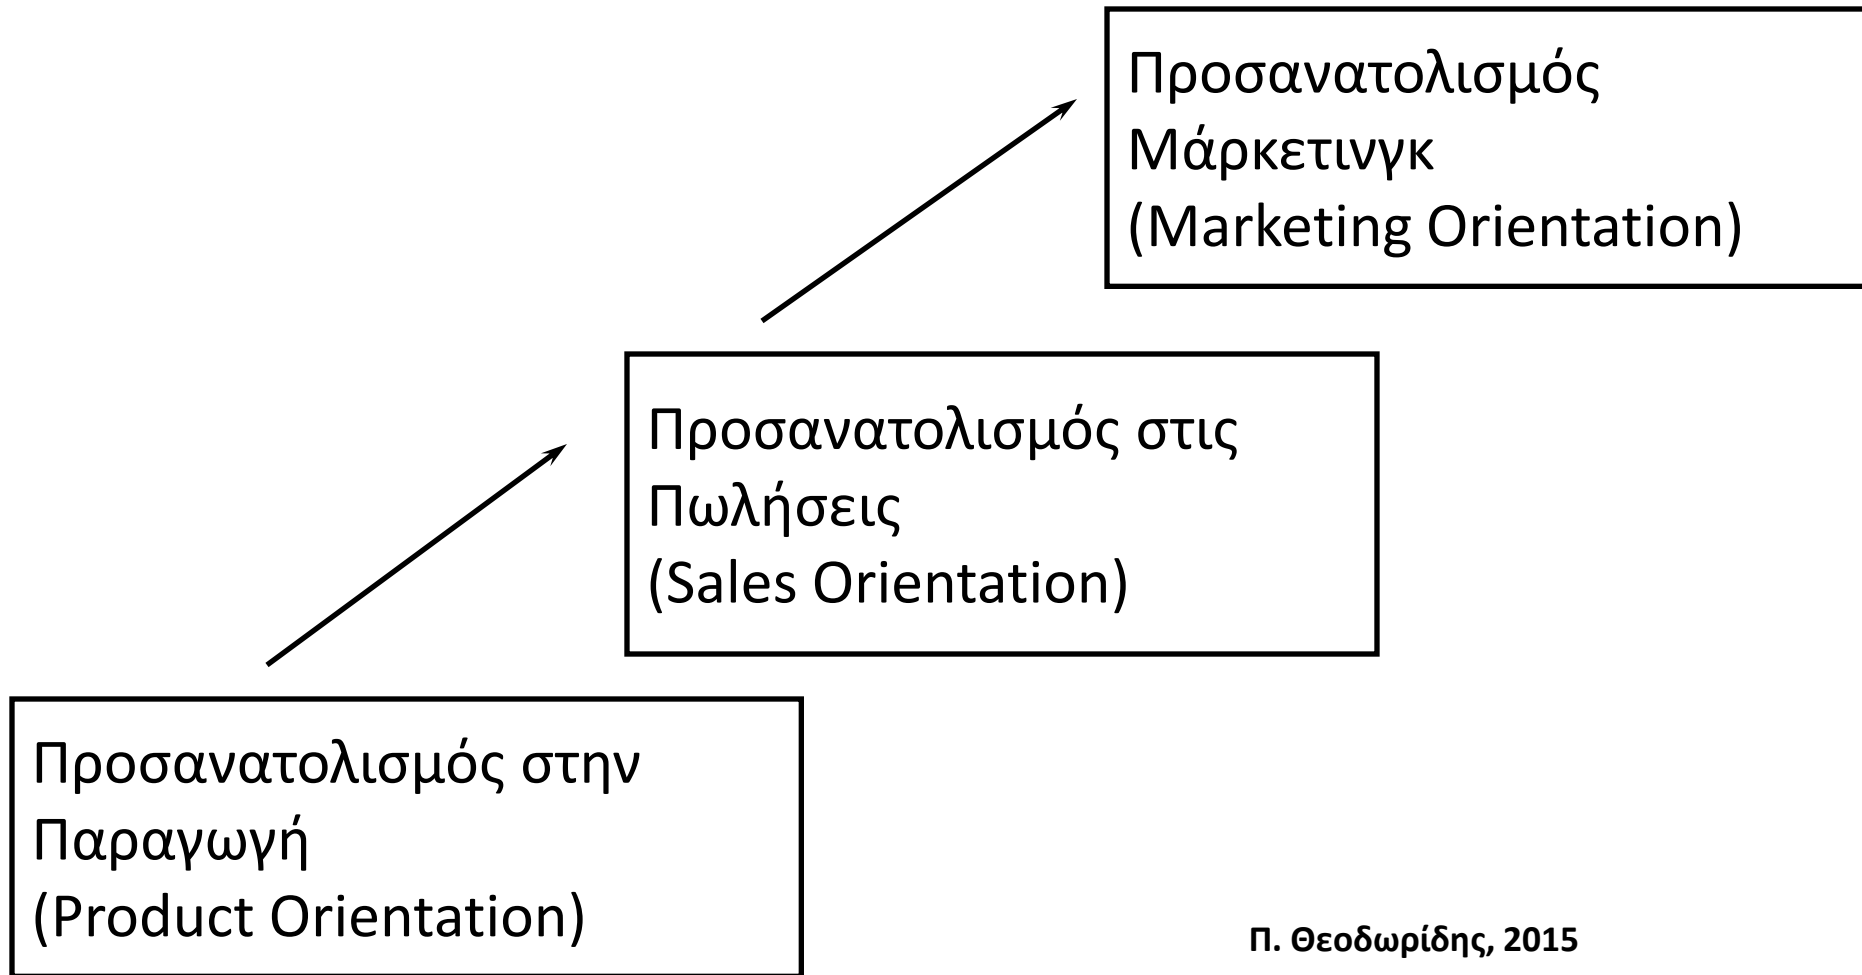 Προσανατολισμός
Μάρκετινγκ
(Marketing Orientation)
Προσανατολισμός στις
Πωλήσεις
(Sales Orientation)
Προσανατολισμός στην
Παραγωγή
(Product Orientation)
Π. Θεοδωρίδης, 2015